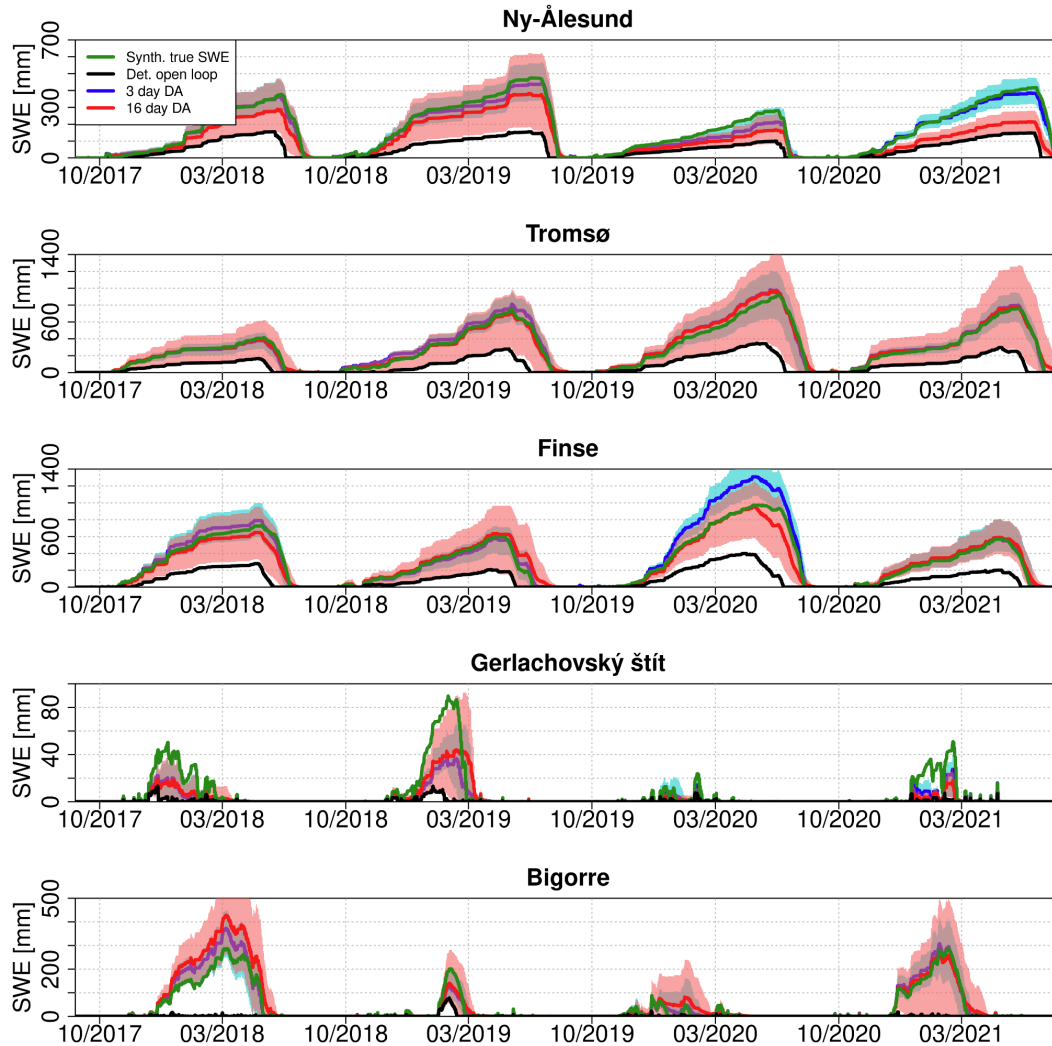 Ny-Ålesund
SWE [mm]
700
300
0
Synth. true SWE
Det. open loop
3 day DA
16 day DA
10/2017 03/2018 10/2018 03/2019 10/2019 03/2020 10/2020 03/2021
Tromsø
SWE [mm]
1400
600
0
10/2017 03/2018 10/2018 03/2019 10/2019 03/2020 10/2020 03/2021
Finse
SWE [mm]
1400
600
0
10/2017 03/2018 10/2018 03/2019 10/2019 03/2020 10/2020 03/2021
Gerlachovský štít
SWE [mm]
80
40
0
10/2017 03/2018 10/2018 03/2019 10/2019 03/2020 10/2020 03/2021
Bigorre
SWE [mm]
500
200
0
10/2017 03/2018 10/2018 03/2019 10/2019 03/2020 10/2020 03/2021